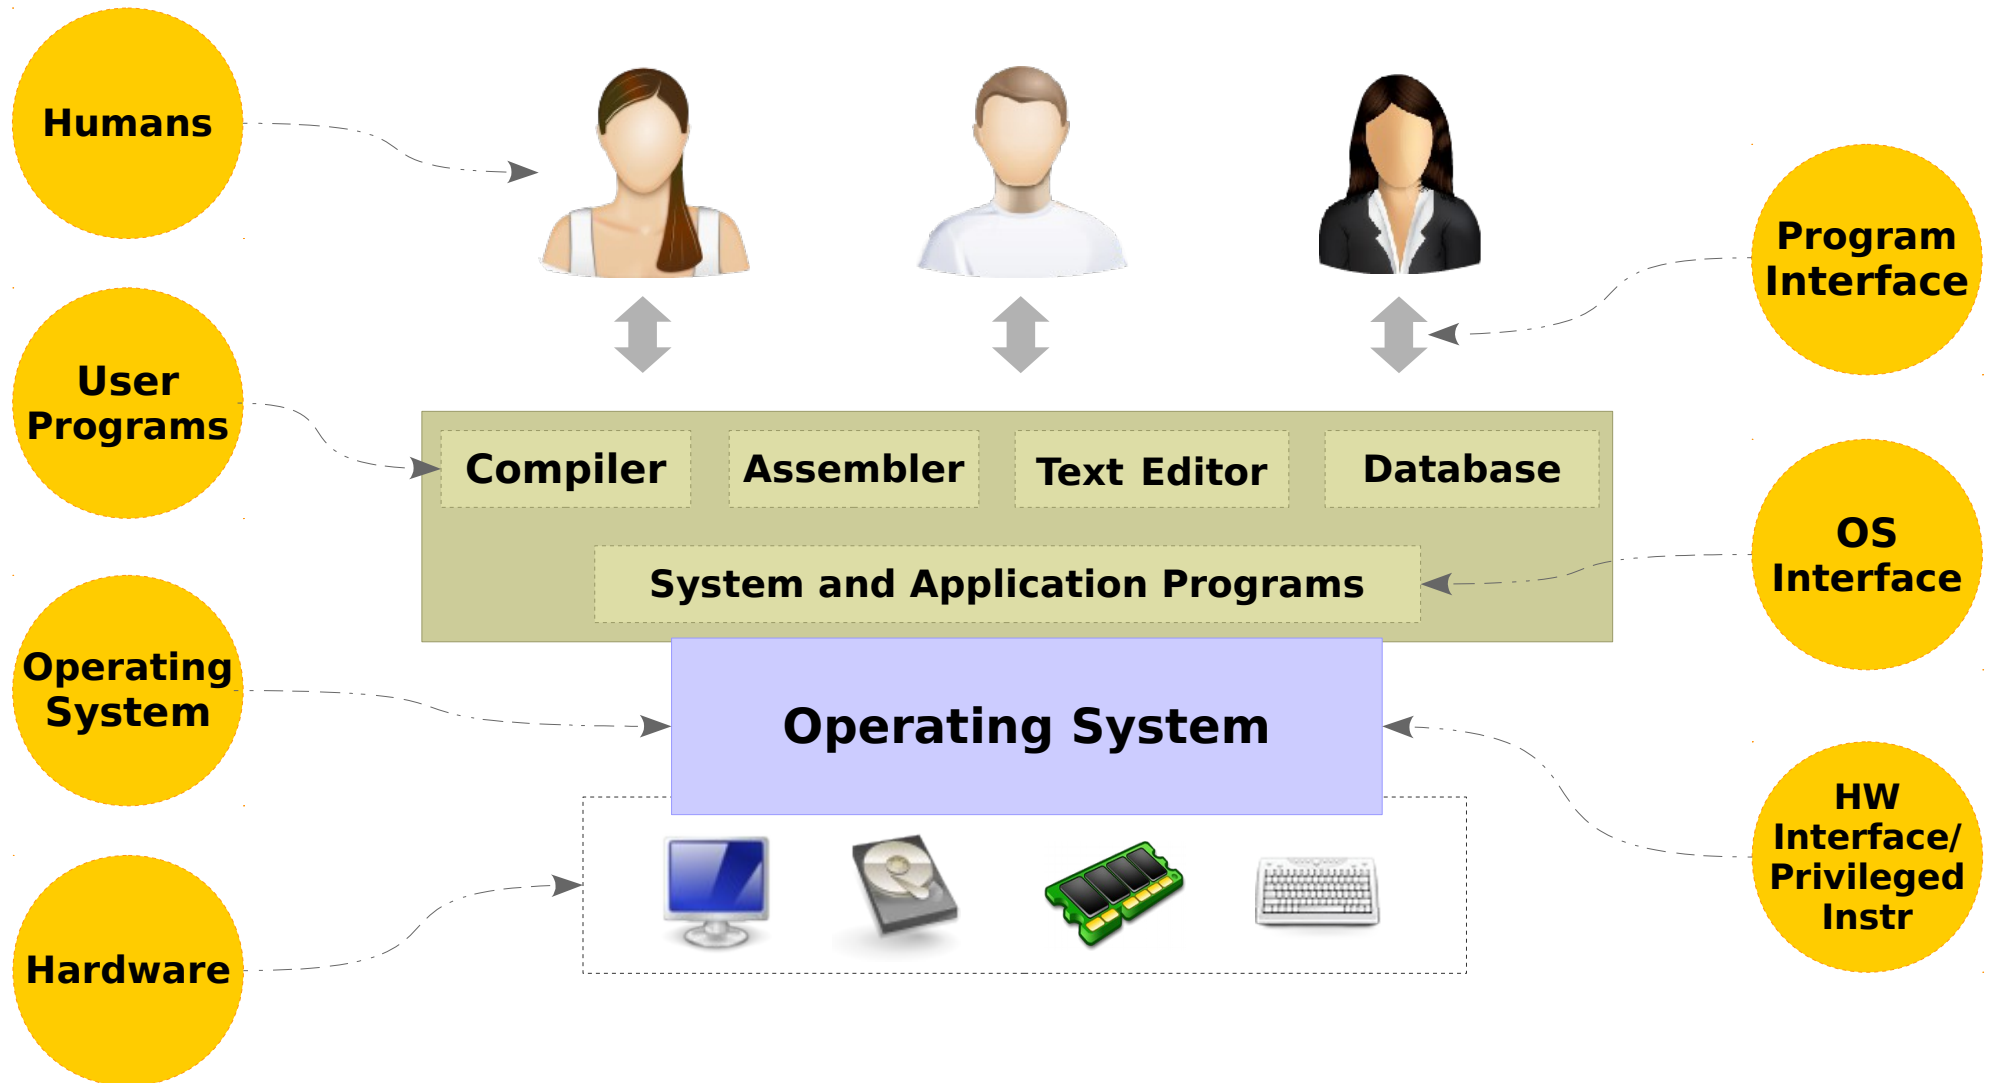 Humans
Program
Interface
User
Programs
Compiler
Assembler
Text Editor
Database
OS
Interface
System and Application Programs
Operating
System
Operating System
HW
Interface/
Privileged
Instr
Hardware